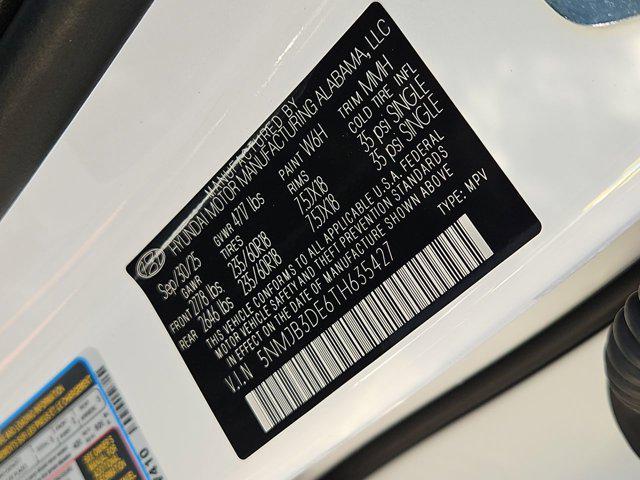 MANUFACTURED BY
HYUNDAI MOTOR MANUFACTURING ALABAMA, LLC
Sep/30/25 GVWR 4717 lbs PAINT W6H TRIM MMH
GAWR TIRES RIMS COLD TIRE INFL
FRONT 2778 lbs 235/60R18 7.5JX18 35 psi SINGLE
REAR 2646 lbs 235/60R18 7.5JX18 35 psi SINGLE
THIS VEHICLE CONFORMS TO ALL APPLICABLE U.S.A. FEDERAL
MOTOR VEHICLE SAFETY AND THEFT PREVENTION STANDARDS
IN EFFECT ON THE DATE OF MANUFACTURE SHOWN ABOVE
V.I.N 5NMJB3DE6TH635427 TYPE: MPV
7410